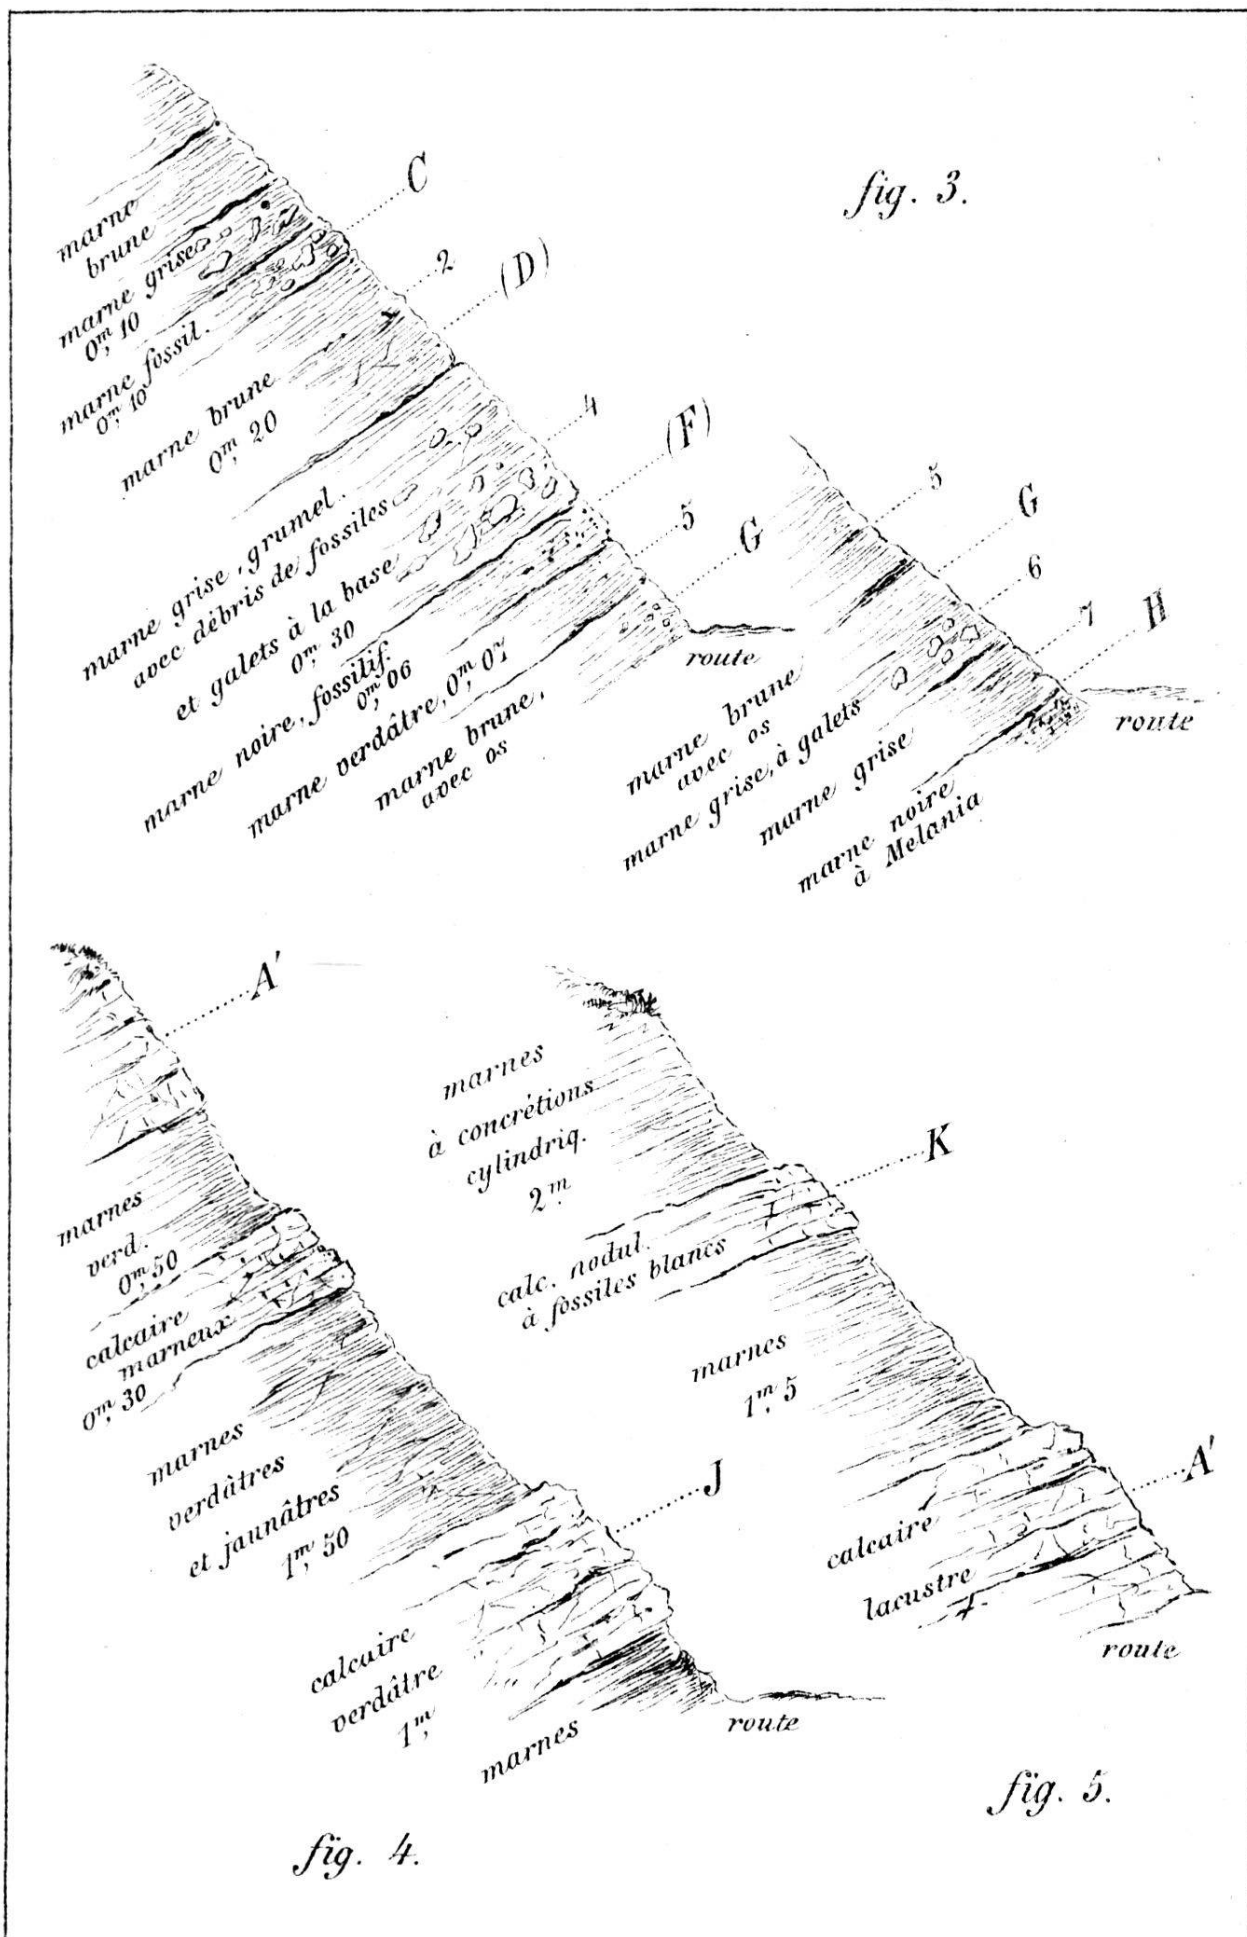 fig. 3.
C
2
(D)
4
(F)
5
G
marne
brune
marne grise
0m, 10
marne fossil.
0m, 10
marne brune
0m, 20
marne grise, grumel.
avec débris de fossiles
et galets à la base
0m, 30
marne noire, fossilif.
0m, 06
marne verdâtre, 0m, 07
marne brune,
avec os
route
5
G
6
7
H
marne brune
avec os
marne grise, à galets
marne grise
marne noire
à Melania
route
A'
marnes
verd.
0m, 50
calcaire
marneux
0m, 30
marnes
verdâtres
et jaunâtres
1m, 50
J
calcaire
verdâtre
1m,
marnes
route
fig. 4.
marnes
à concrétions
cylindriq.
2m
K
calc. nodul.
à fossiles blancs
marnes
1m, 5
A'
calcaire
lacustre
route
fig. 5.